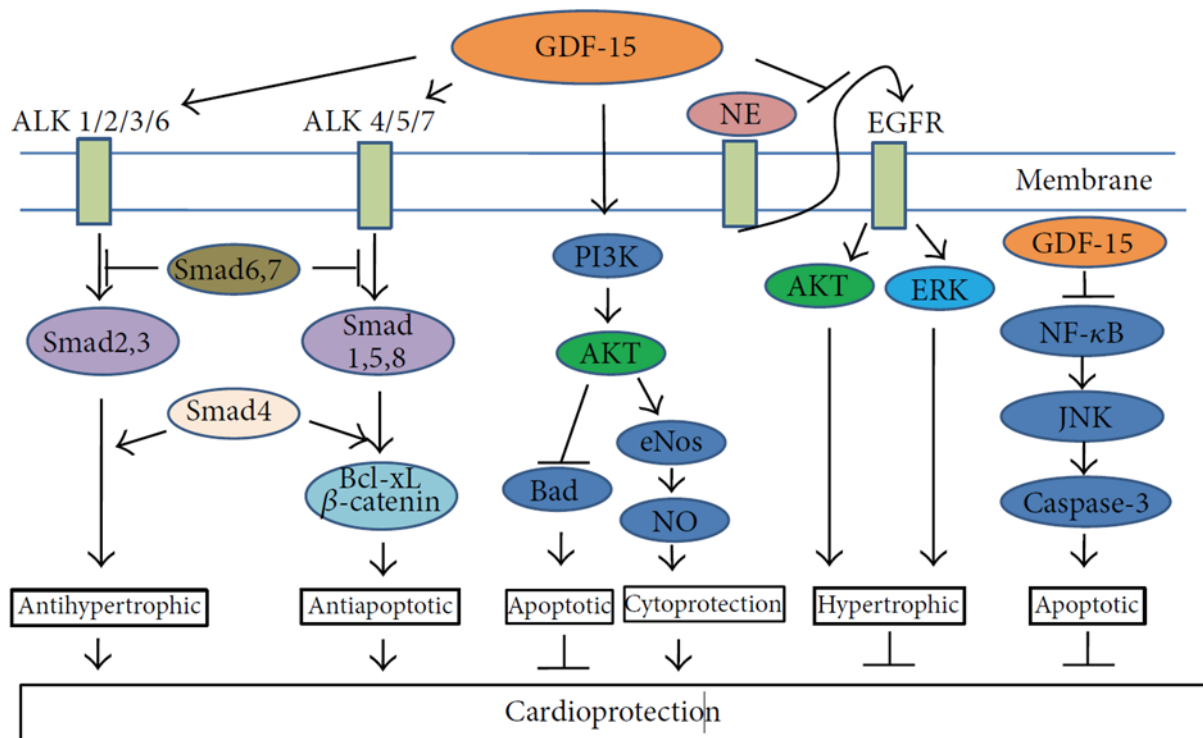 GDF-15
NE
ALK 1/2/3/6
ALK 4/5/7
EGFR
Membrane
GDF-15
Smad6,7
PI3K
AKT
ERK
Smad2,3
Smad
1,5,8
AKT
NF-κB
Smad4
JNK
eNos
Bcl-xL
β-catenin
Bad
Caspase-3
NO
Antihypertrophic
Antiapoptotic
Apoptotic
Cytoprotection
Hypertrophic
Apoptotic
Cardioprotection